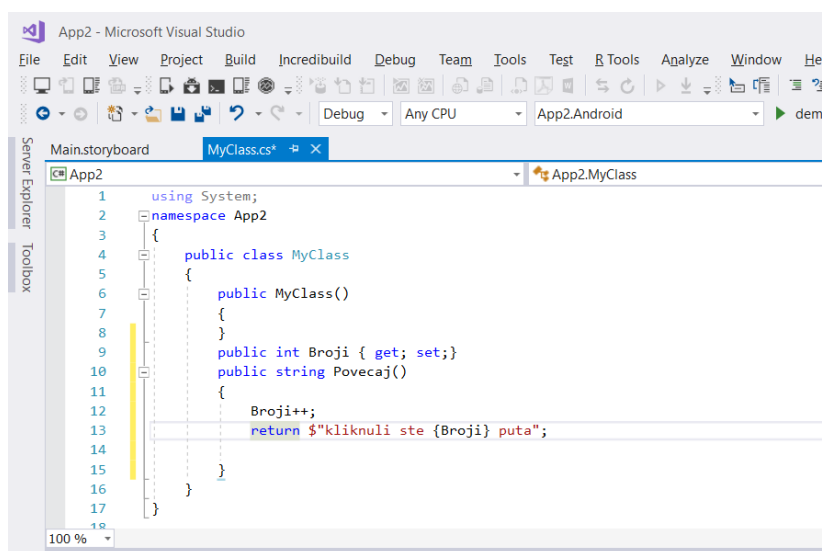 App2 - Microsoft Visual Studio
File Edit View Project Build Incredibuild Debug Team Tools Test R Tools Analyze Window He
Debug Any CPU App2.Android dem
Server Explorer
Toolbox
Main.storyboard MyClass.cs*
C# App2 App2.MyClass
1 using System;
2 namespace App2
3 {
4 public class MyClass
5 {
6 public MyClass()
7 {
8 }
9 public int Broji { get; set;}
10 public string Povecaj()
11 {
12 Broji++;
13 return $"kliknuli ste {Broji} puta";
14
15 }
16 }
17 }
18
100 %